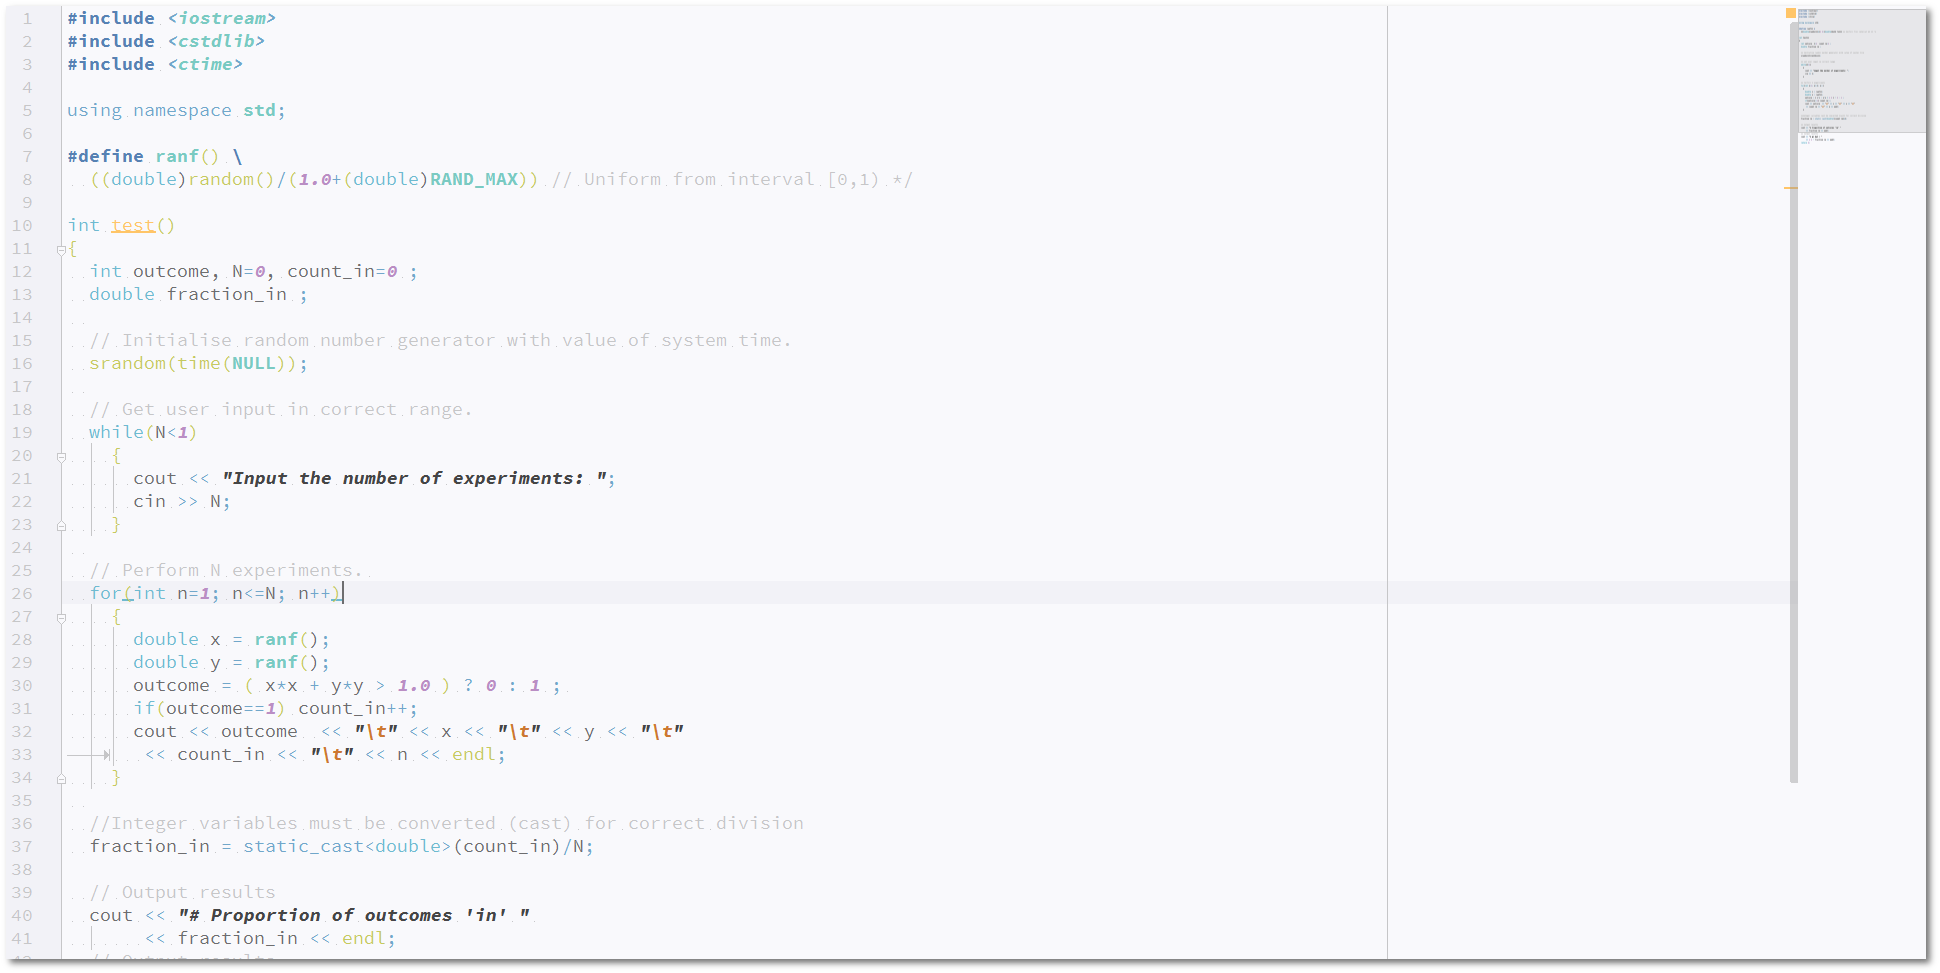 1 #include <iostream>
2 #include <cstdlib>
3 #include <ctime>
4
5 using namespace std;
6
7 #define ranf() \
8   ((double)random()/(1.0+(double)RAND_MAX)) // Uniform from interval [0,1) */
9
10 int test()
11 {
12   int outcome, N=0, count_in=0 ;
13   double fraction_in ;
14
15   // Initialise random number generator with value of system time.
16   srandom(time(NULL));
17
18   // Get user input in correct range.
19   while(N<1)
20     {
21       cout << "Input the number of experiments: ";
22       cin >> N;
23     }
24
25   // Perform N experiments.
26   for(int n=1; n<=N; n++)
27     {
28       double x = ranf();
29       double y = ranf();
30       outcome = ( x*x + y*y > 1.0 ) ? 0 : 1 ;
31       if(outcome==1) count_in++;
32       cout << outcome  << "\t" << x << "\t" << y << "\t"
33        << count_in << "\t" << n << endl;
34     }
35
36   //Integer variables must be converted (cast) for correct division
37   fraction_in = static_cast<double>(count_in)/N;
38
39   // Output results
40   cout << "# Proportion of outcomes 'in' "
41        << fraction_in << endl;